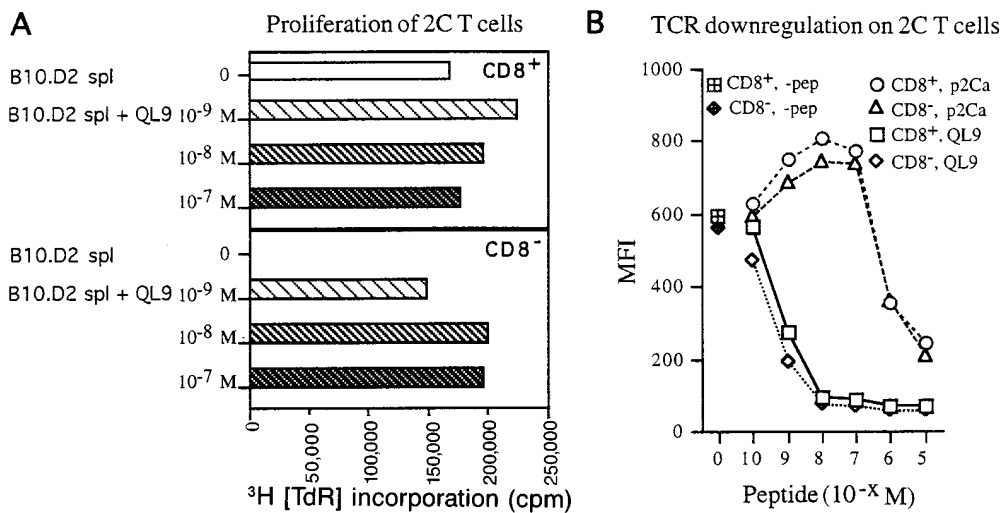 A
Proliferation of 2C T cells
B10.D2 spl 0
CD8+
B10.D2 spl + QL9 10-9 M
10-8 M
10-7 M
B10.D2 spl 0
CD8-
B10.D2 spl + QL9 10-9 M
10-8 M
10-7 M
0
50,000
100,000
150,000
200,000
250,000
3H [TdR] incorporation (cpm)
B
TCR downregulation on 2C T cells
1000
800
600
400
200
0
MFI
CD8+, -pep
CD8-, -pep
CD8+, p2Ca
CD8-, p2Ca
CD8+, QL9
CD8-, QL9
0 10 9 8 7 6 5
Peptide (10-x M)